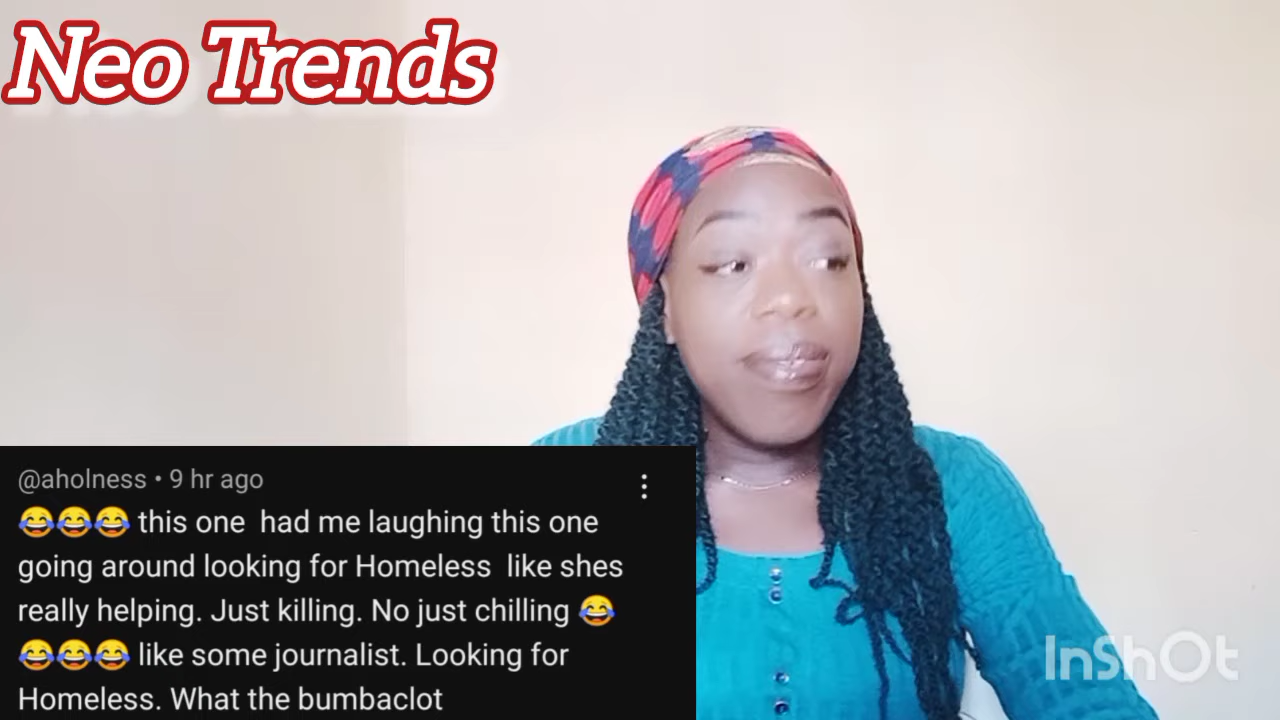 Neo Trends
@aholness • 9 hr ago
😂😂😂 this one  had me laughing this one
going around looking for Homeless  like shes
really helping. Just killing. No just chilling 😂
😂😂😂 like some journalist. Looking for
Homeless. What the bumbaclot
InShOt